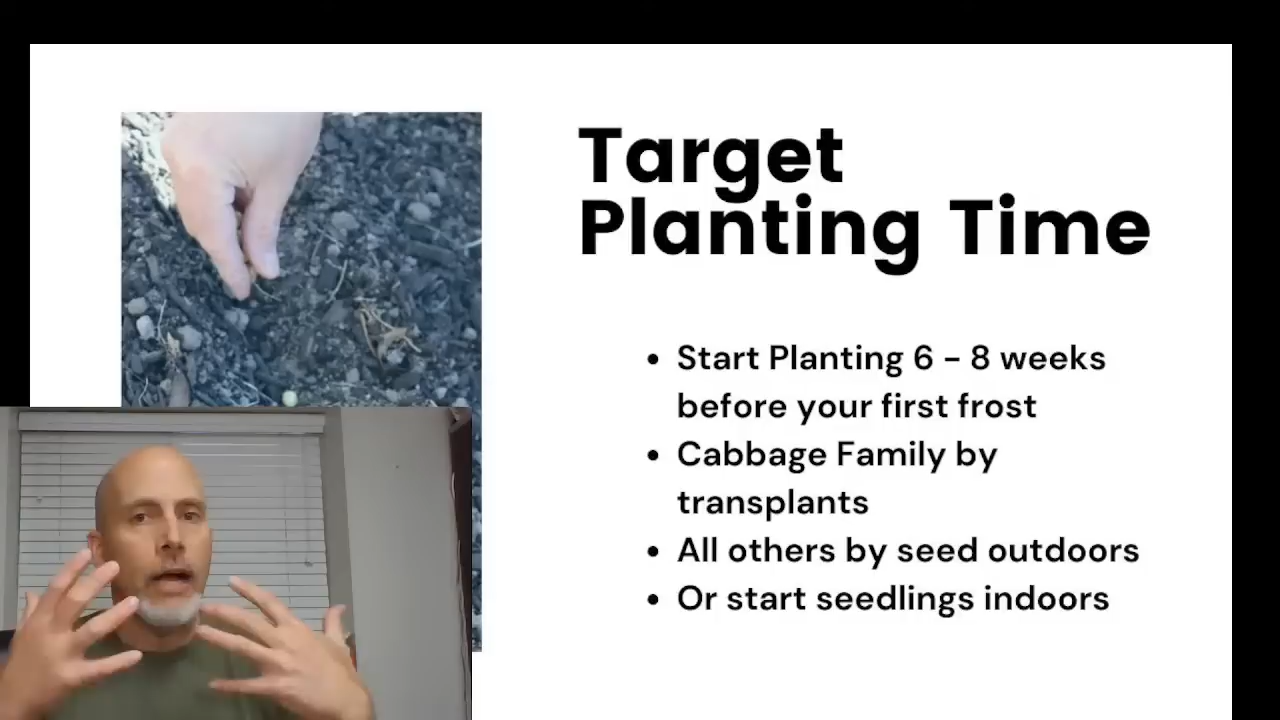 Target
Planting Time
• Start Planting 6 - 8 weeks
before your first frost
• Cabbage Family by
transplants
• All others by seed outdoors
• Or start seedlings indoors